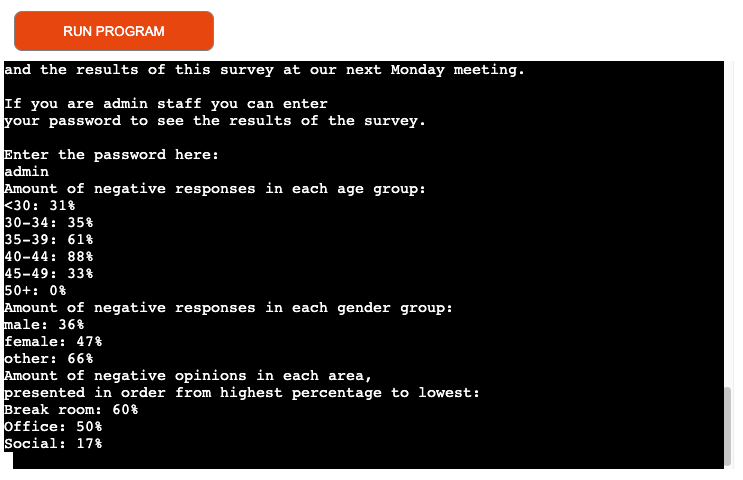 RUN PROGRAM
and the results of this survey at our next Monday meeting.
If you are admin staff you can enter
your password to see the results of the survey.
Enter the password here:
admin
Amount of negative responses in each age group:
<30: 31%
30-34: 35%
35-39: 61%
40-44: 88%
45-49: 33%
50+: 0%
Amount of negative responses in each gender group:
male: 36%
female: 47%
other: 66%
Amount of negative opinions in each area,
presented in order from highest percentage to lowest:
Break room: 60%
Office: 50%
Social: 17%